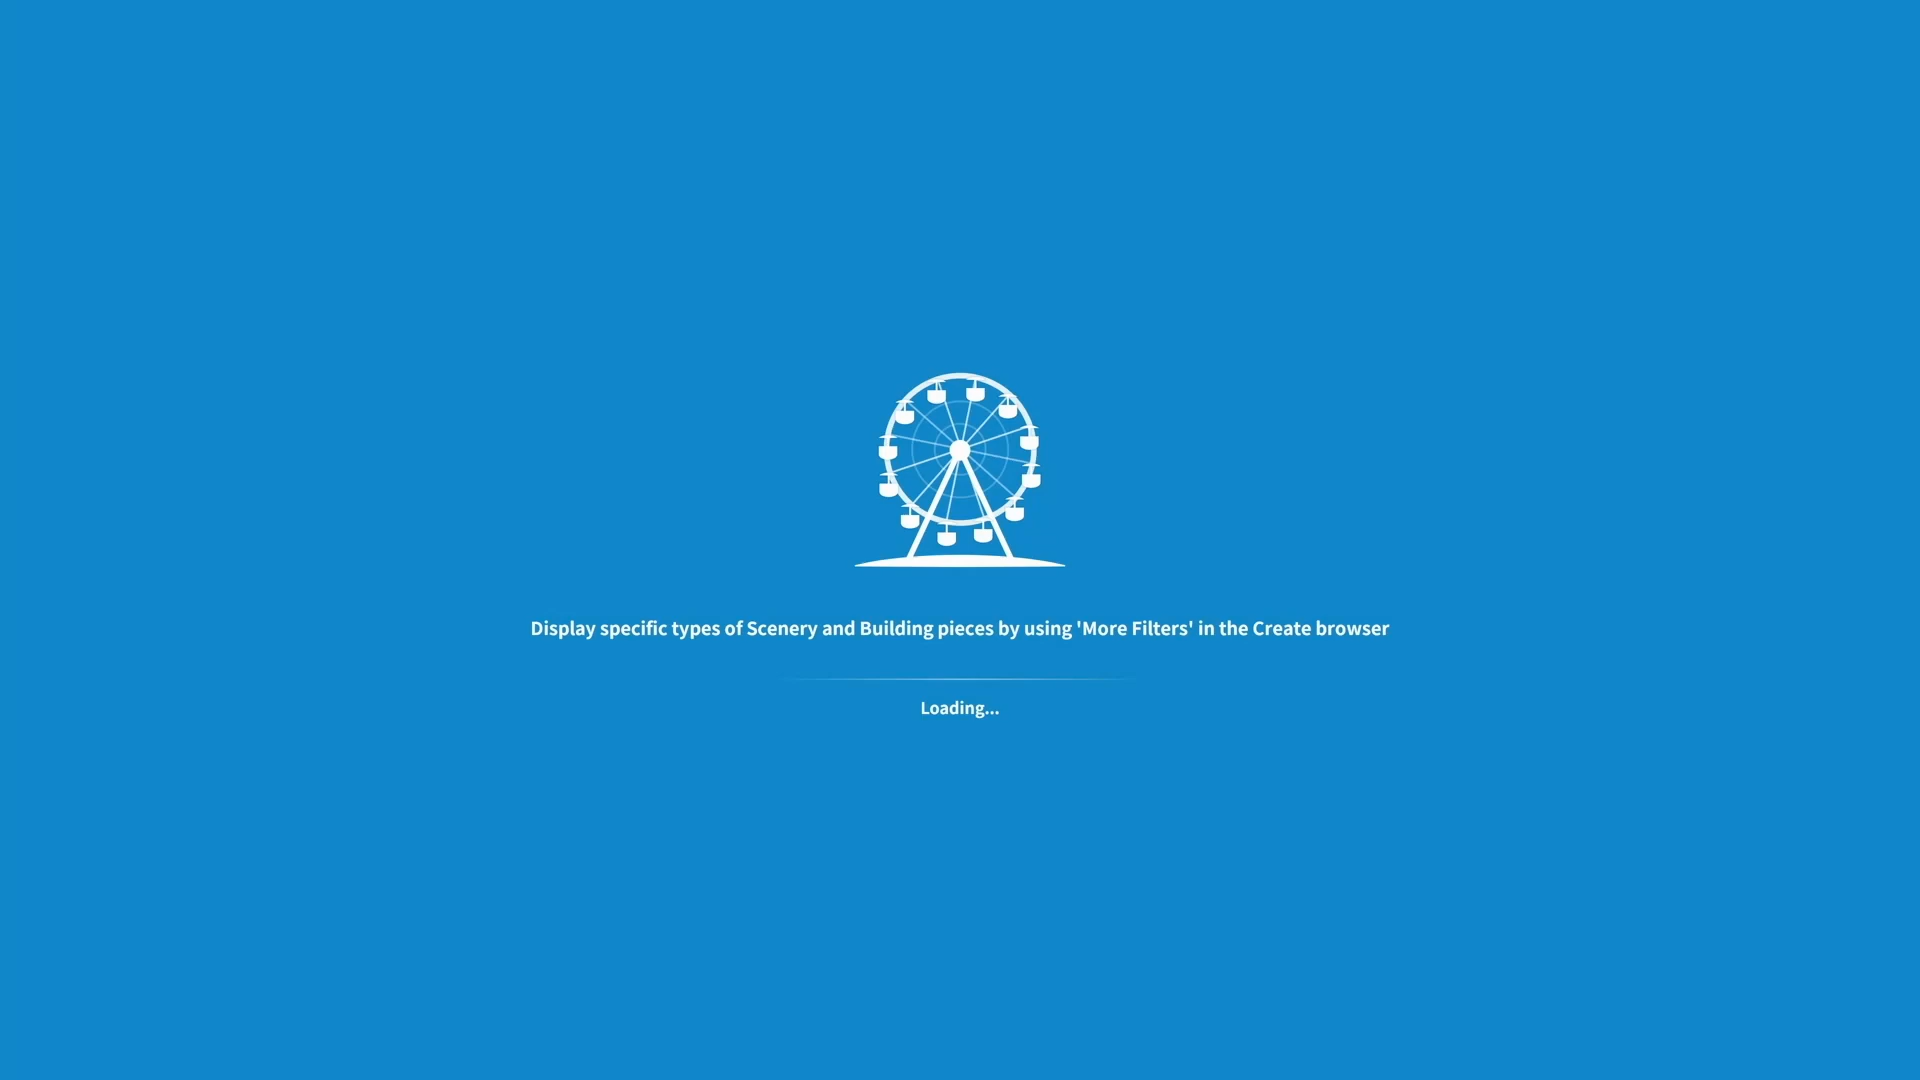 Display specific types of Scenery and Building pieces by using 'More Filters' in the Create browser
Loading...